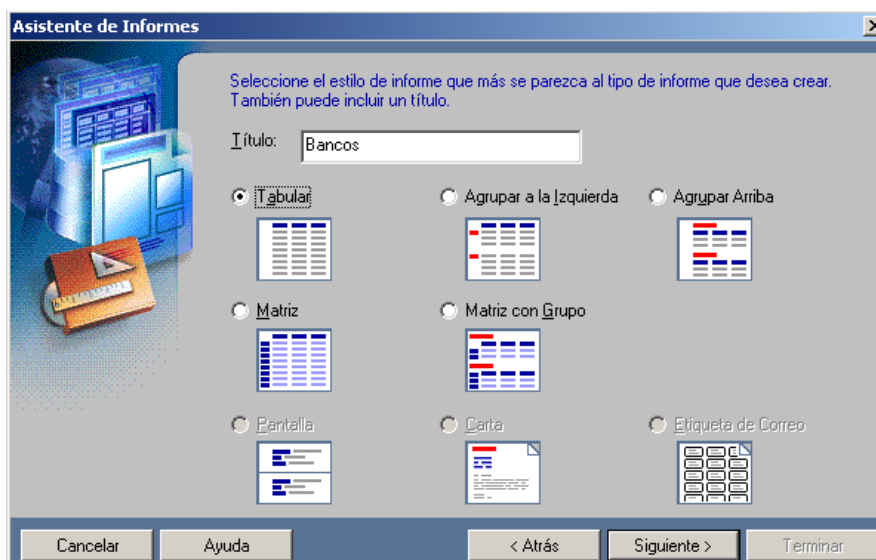 Asistente de Informes
Seleccione el estilo de informe que más se parezca al tipo de informe que desea crear.
También puede incluir un título.
Título: Bancos
Tabular Agrupar a la Izquierda Agrupar Arriba
Matriz Matriz con Grupo
Pantalla Carta Etiqueta de Correo
Cancelar Ayuda < Atrás Siguiente > Terminar